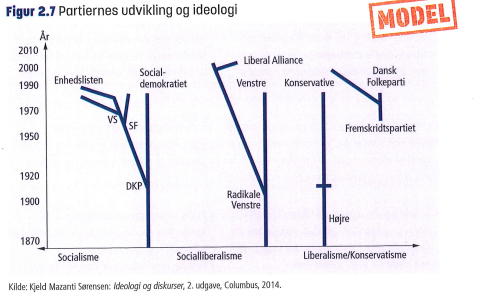 Figur 2.7 Partiernes udvikling og ideologi
MODEL
År
2010
2000
1990
1970
1950
1920
1900
1870
Enhedslisten
VS
SF
DKP
Social-
demokratiet
Liberal Alliance
Venstre
Radikale
Venstre
Konservative
Højre
Dansk
Folkeparti
Fremskridtspartiet
Socialisme
Socialliberalisme
Liberalisme/Konservatisme
Kilde: Kjeld Mazanti Sørensen: Ideologi og diskurser, 2. udgave, Columbus, 2014.